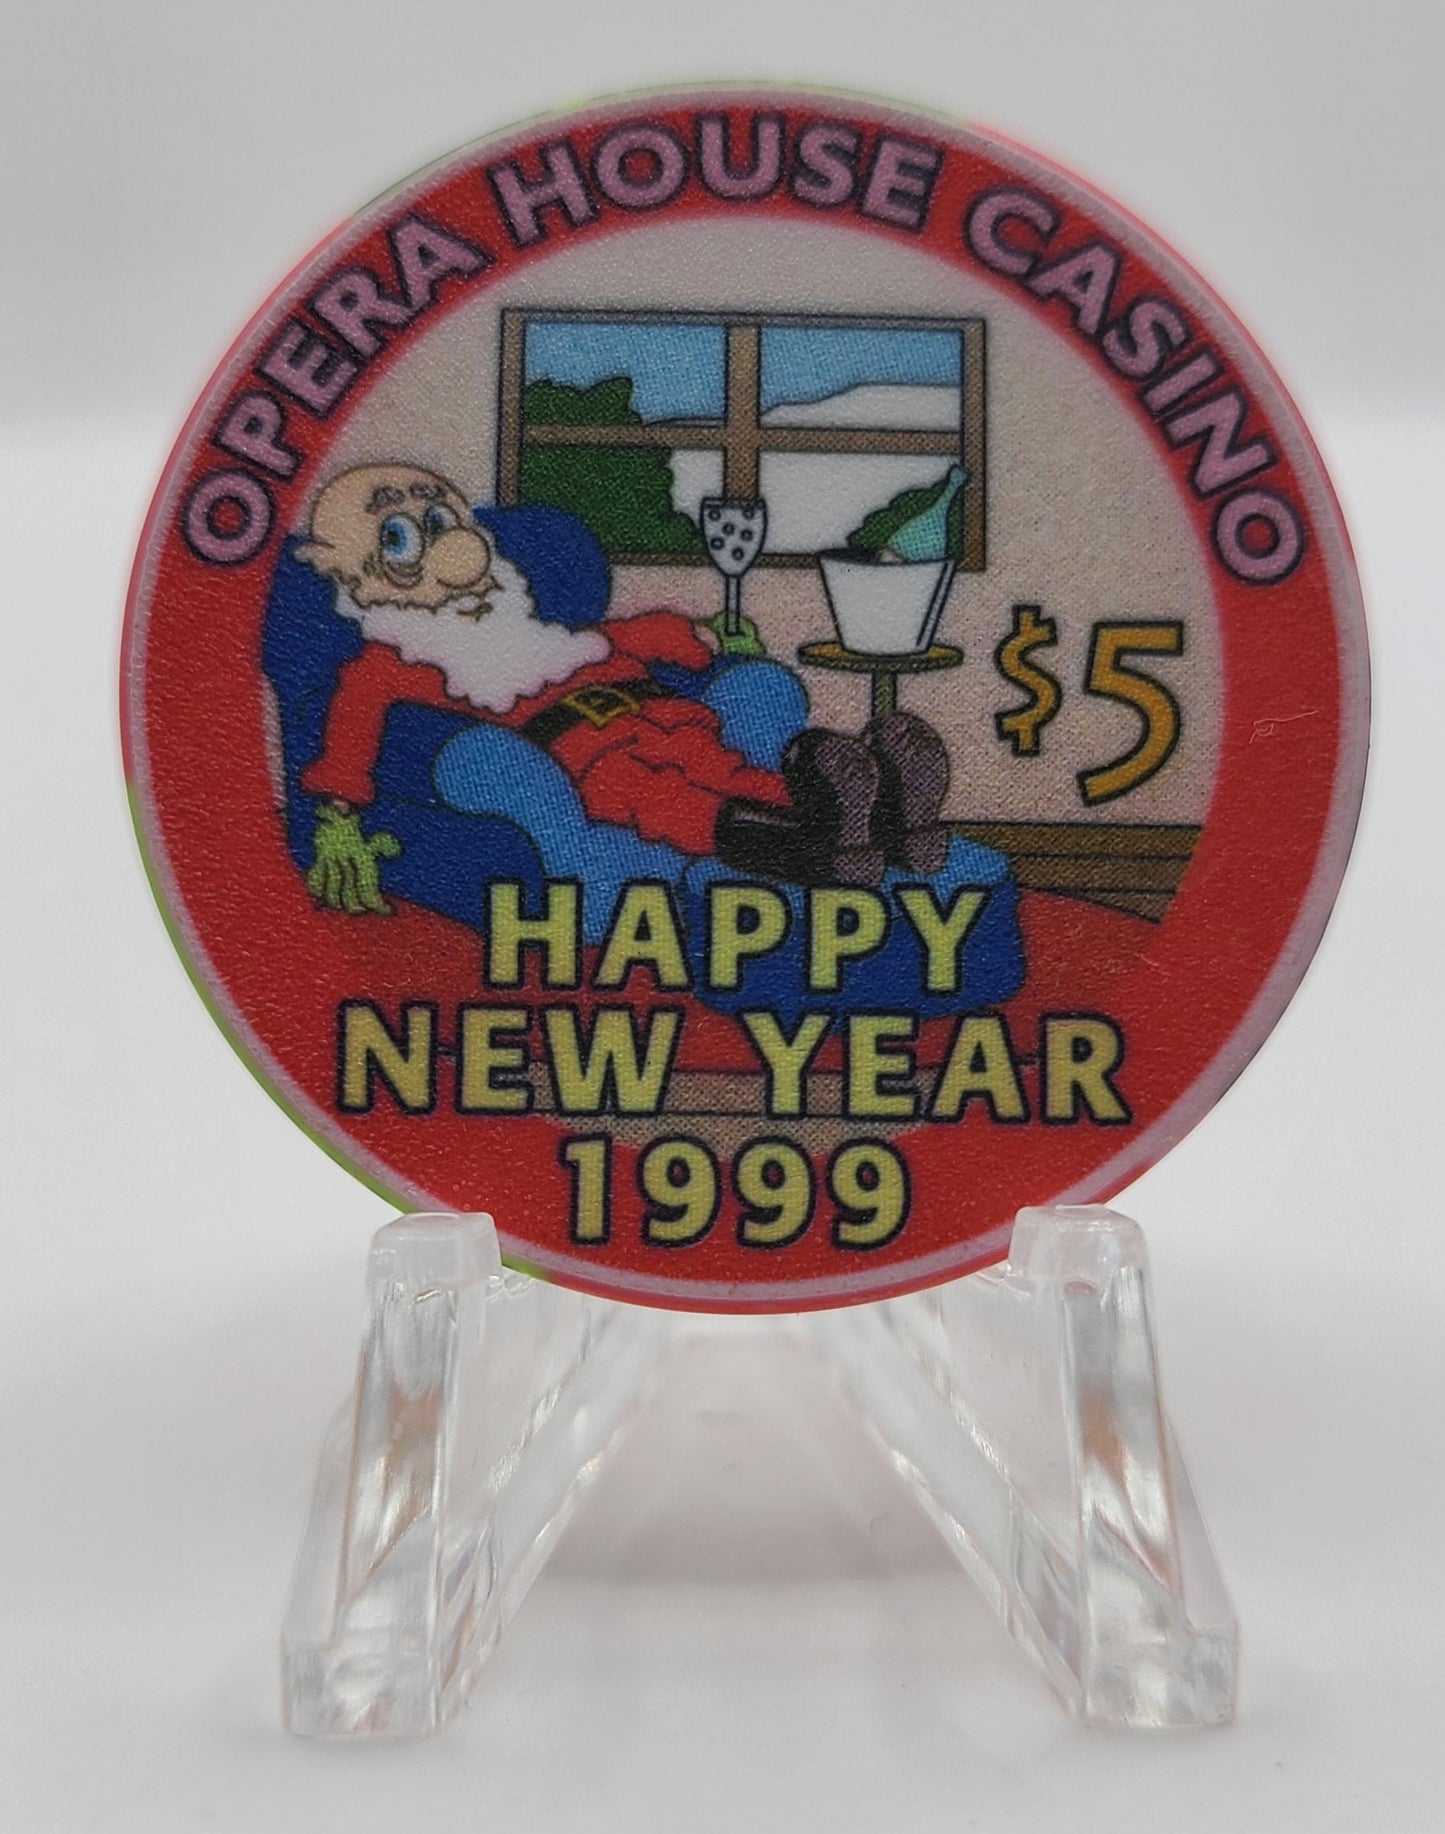 OPERA HOUSE CASINO
$5
HAPPY
NEW YEAR
1999